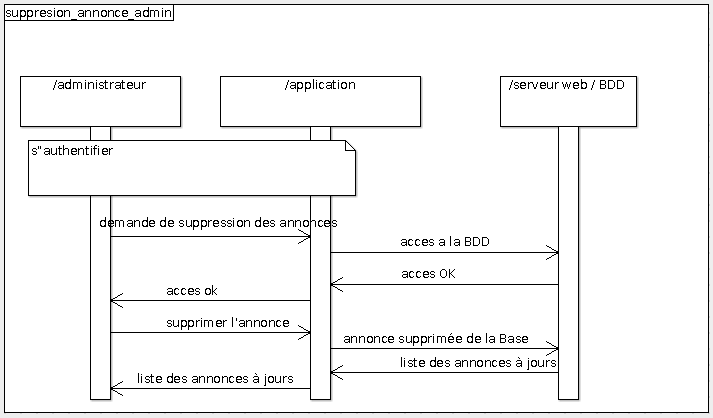 suppresion_annonce_admin
/administrateur
/application
/serveur web / BDD
s"authentifier
demande de suppression des annonces
acces a la BDD
acces OK
acces ok
supprimer l'annonce
annonce supprimée de la Base
liste des annonces à jours
liste des annonces à jours